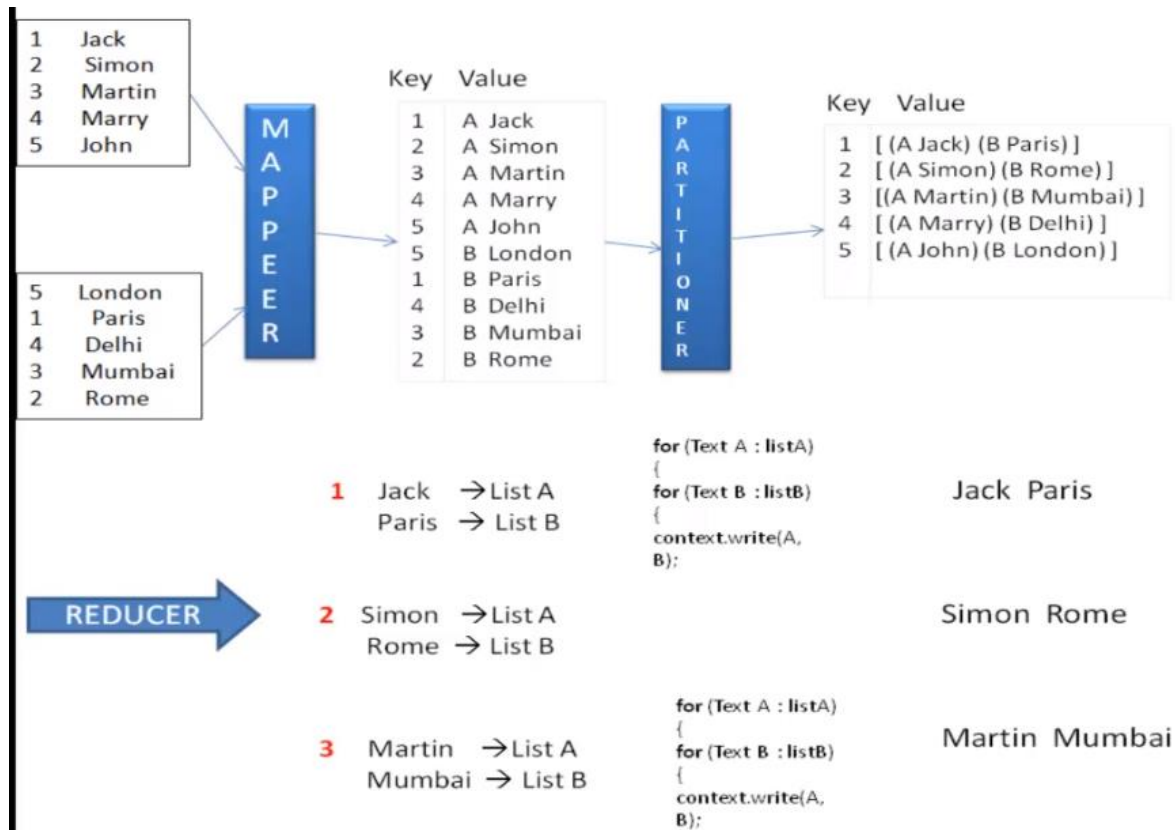 1 Jack
2 Simon
3 Martin
4 Marry
5 John
5 London
1 Paris
4 Delhi
3 Mumbai
2 Rome
MAPPER
Key Value
1 A Jack
2 A Simon
3 A Martin
4 A Marry
5 A John
5 B London
1 B Paris
4 B Delhi
3 B Mumbai
2 B Rome
PARTITIONER
Key Value
1 [ (A Jack) (B Paris) ]
2 [ (A Simon) (B Rome) ]
3 [(A Martin) (B Mumbai) ]
4 [ (A Marry) (B Delhi) ]
5 [ (A John) (B London) ]
REDUCER
1 Jack → List A
Paris → List B
for (Text A : listA)
{
for (Text B : listB)
{
context.write(A,
B);
Jack Paris
2 Simon → List A
Rome → List B
Simon Rome
3 Martin → List A
Mumbai → List B
for (Text A : listA)
{
for (Text B : listB)
{
context.write(A,
B);
Martin Mumbai